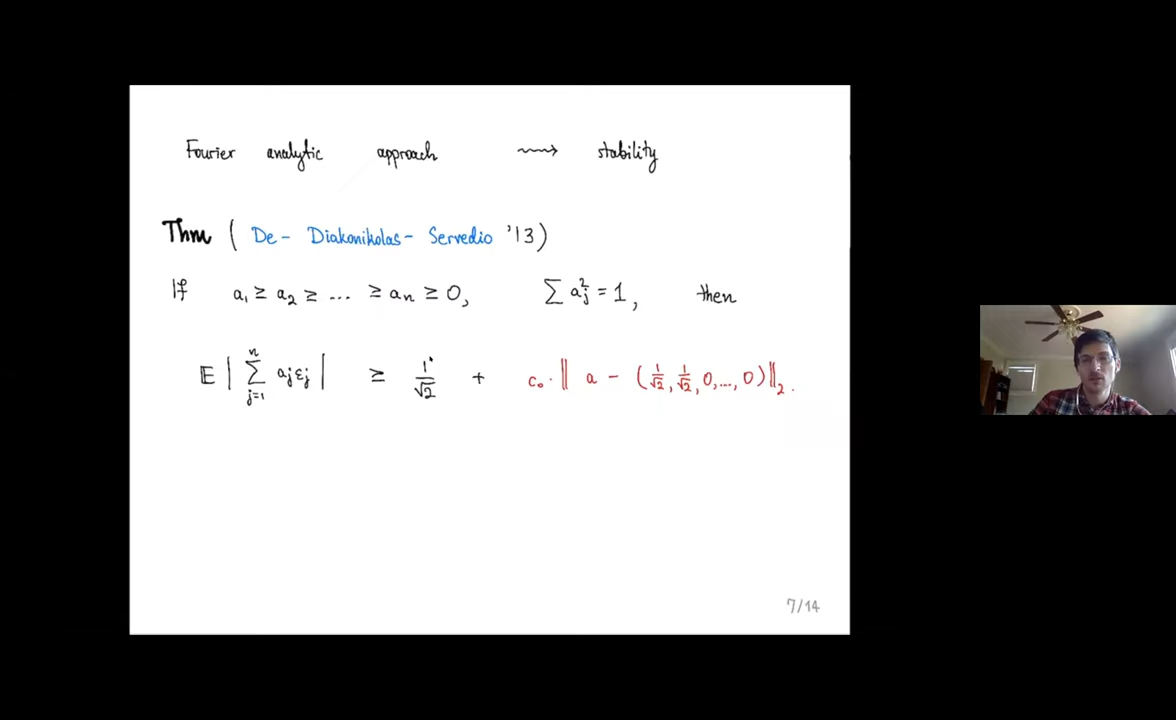 Fourier analytic approach ⟿ stability
Thm ( De - Diakonikolas - Servedio '13)
If a₁ ≥ a₂ ≥ ... ≥ aₙ ≥ 0, ∑ aⱼ² = 1, then
𝔼 | ∑_{j=1}^{n} aⱼεⱼ | ≥ 1/√2 + c₀ · ‖ a - (1/√2, 1/√2, 0, ..., 0) ‖₂ .
7/14